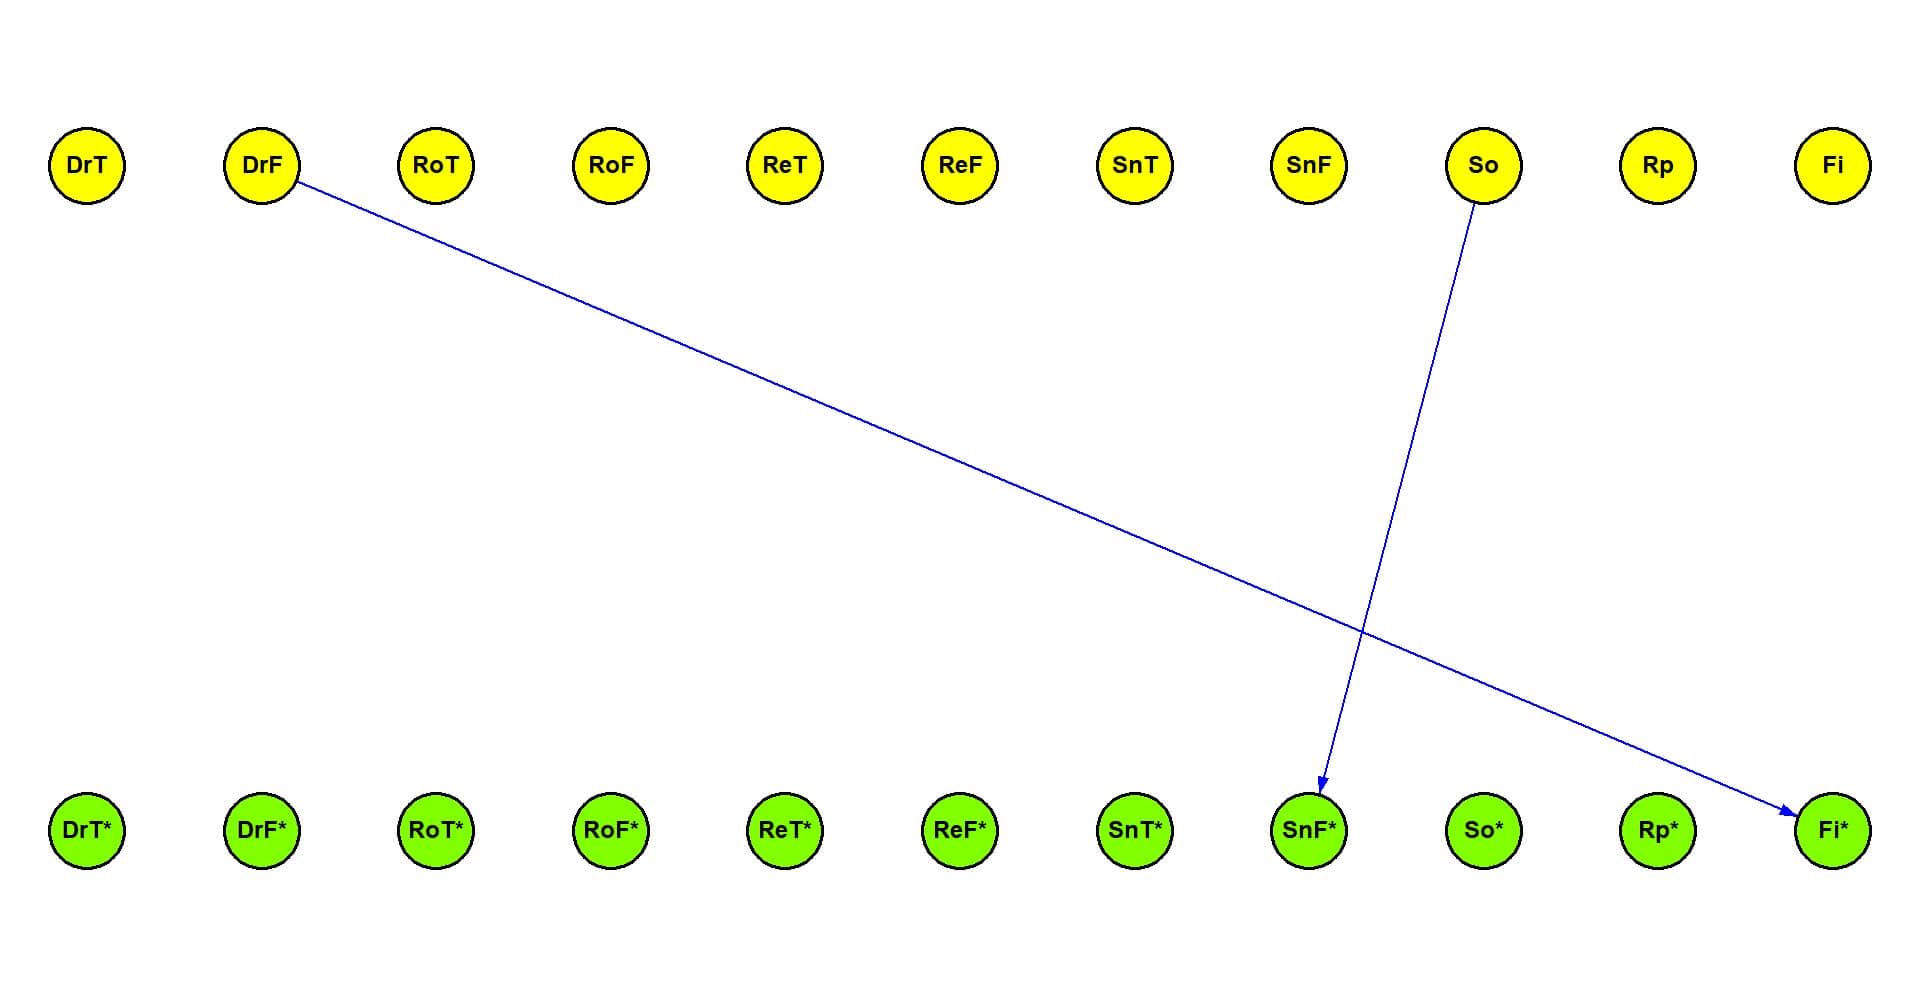 DrT DrF RoT RoF ReT ReF SnT SnF So Rp Fi
DrT* DrF* RoT* RoF* ReT* ReF* SnT* SnF* So* Rp* Fi*